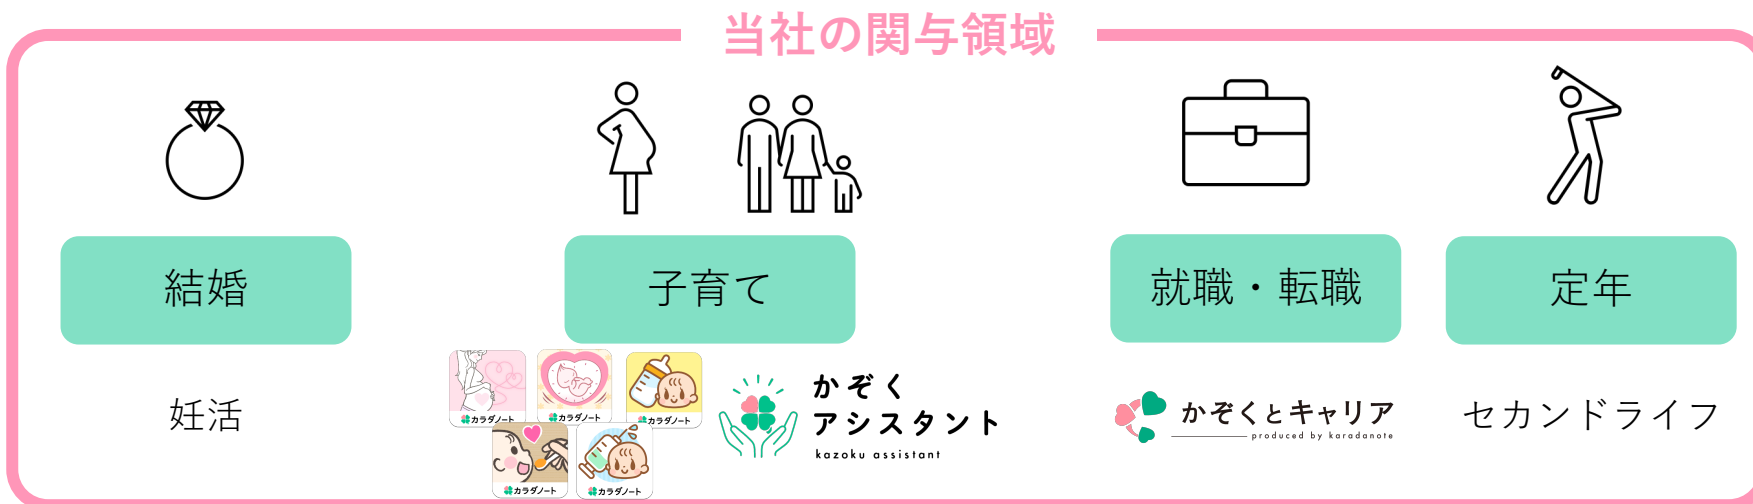 当社の関与領域
結婚
子育て
就職・転職
定年
妊活
カラダノート
カラダノート
カラダノート
カラダノート
カラダノート
かぞく
アシスタント
kazoku assistant
かぞくとキャリア
produced by karadanote
セカンドライフ